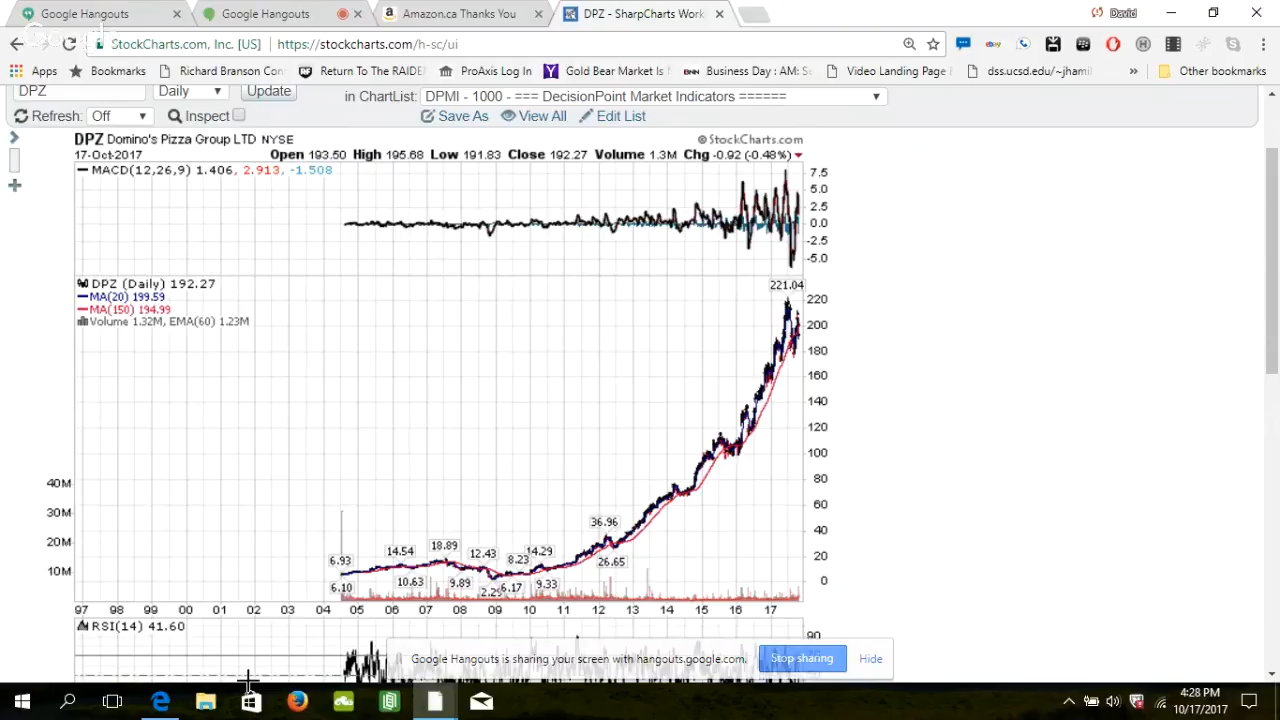 Google Hangouts
Google Hangouts
Amazon.ca Thank You
DPZ - SharpCharts Work
David
StockCharts.com, Inc. [US]
https://stockcharts.com/h-sc/ui
Apps
Bookmarks
Richard Branson Con
Return To The RAIDE
ProAxis Log In
Gold Bear Market Is
Business Day : AM: S
Video Landing Page
dss.ucsd.edu/~jhamil
»
Other bookmarks
DPZ
Daily
Update
in ChartList:
DPMI - 1000 - === DecisionPoint Market Indicators ======
Refresh:
Off
Inspect
Save As
View All
Edit List
DPZ Domino's Pizza Group LTD NYSE
© StockCharts.com
17-Oct-2017
Open 193.50 High 195.68 Low 191.83 Close 192.27 Volume 1.3M Chg -0.92 (-0.48%)
MACD(12,26,9) 1.406, 2.913, -1.508
7.5
5.0
2.5
0.0
-2.5
-5.0
DPZ (Daily) 192.27
MA(20) 199.59
MA(150) 194.99
Volume 1.32M, EMA(60) 1.23M
221.04
220
200
180
160
140
120
100
80
60
40
20
0
40M
30M
20M
10M
36.96
26.65
18.89
14.54
12.43
14.29
8.23
6.93
10.63
9.89
9.33
6.17
6.10
97 98 99 00 01 02 03 04 05 06 07 08 09 10 11 12 13 14 15 16 17
RSI(14) 41.60
90
Google Hangouts is sharing your screen with hangouts.google.com.
Stop sharing
Hide
4:28 PM
10/17/2017